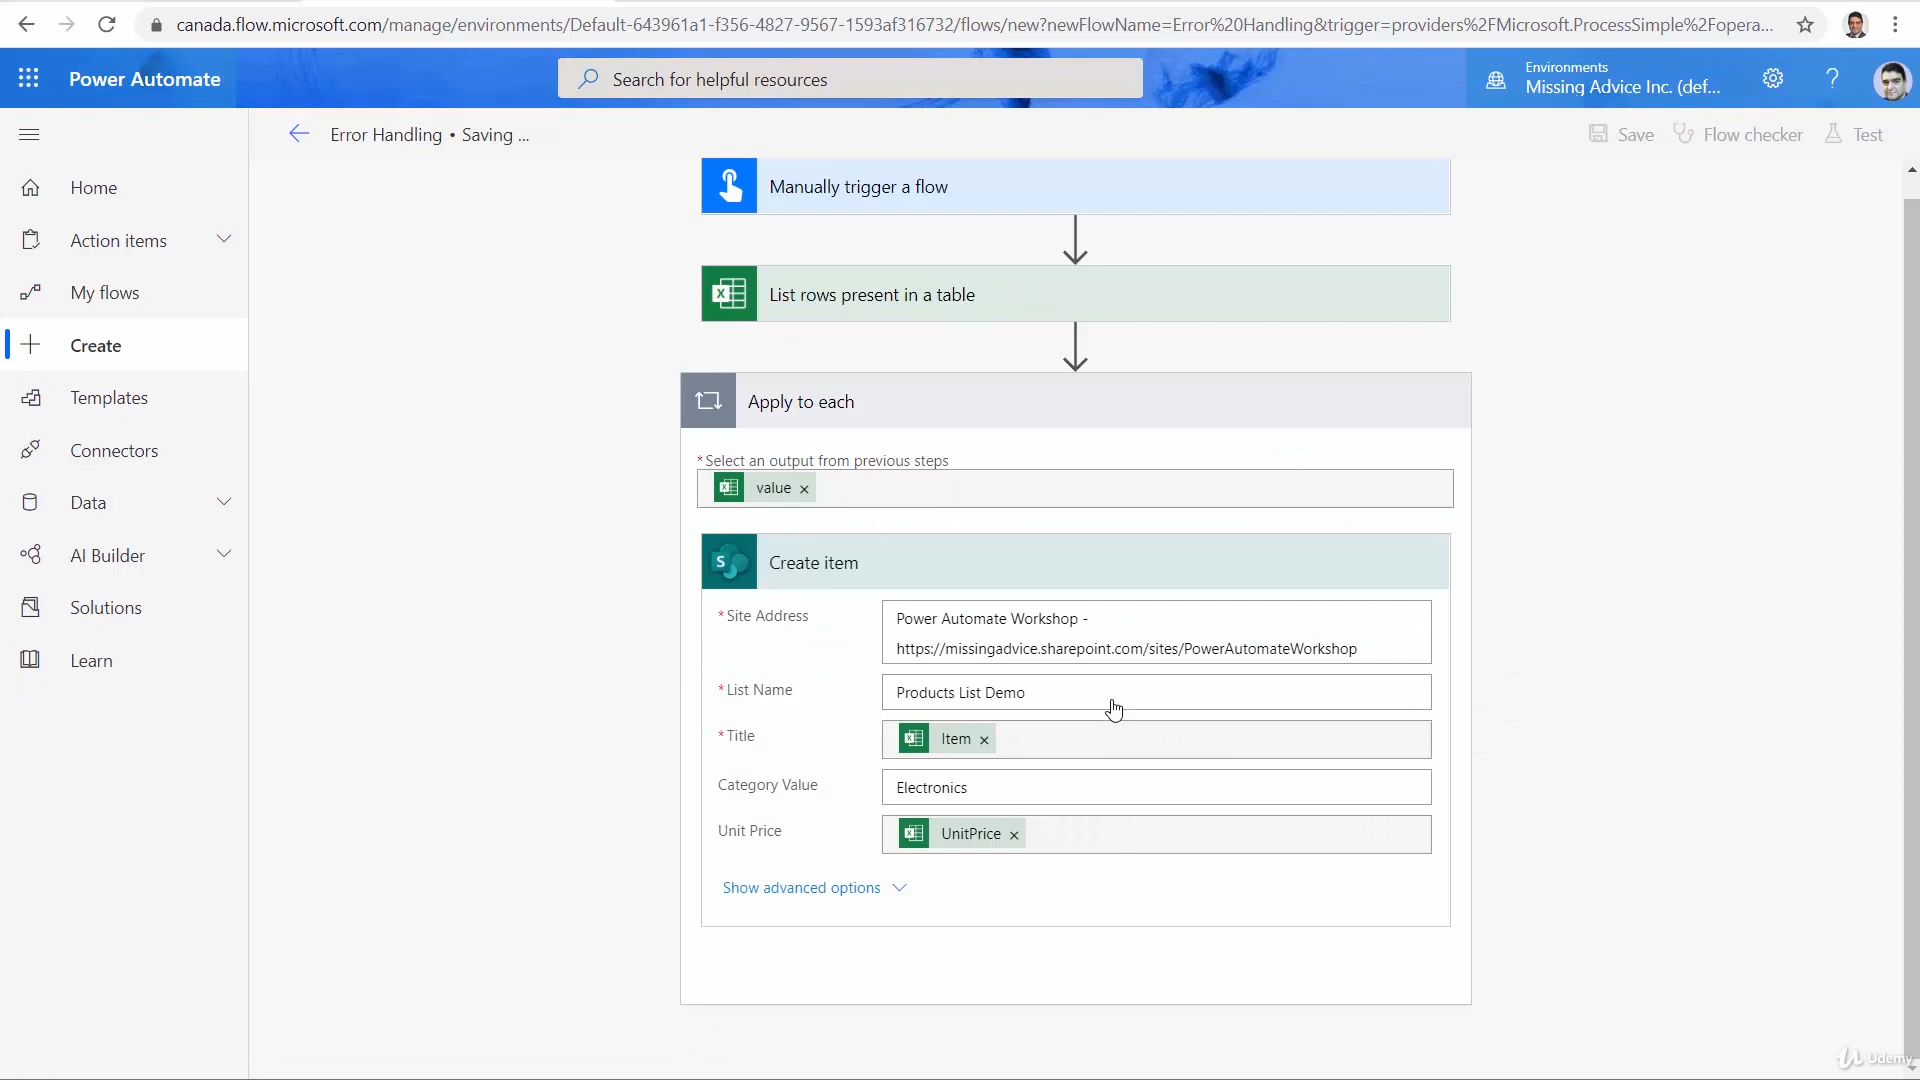 canada.flow.microsoft.com/manage/environments/Default-643961a1-f356-4827-9567-1593af316732/flows/new?newFlowName=Error%20Handling&trigger=providers%2FMicrosoft.ProcessSimple%2Fopera...
Power Automate
Search for helpful resources
Environments
Missing Advice Inc. (def...
?
Error Handling • Saving ...
Save
Flow checker
Test
Home
Action items
My flows
Create
Templates
Connectors
Data
AI Builder
Solutions
Learn
Manually trigger a flow
List rows present in a table
Apply to each
* Select an output from previous steps
value ×
Create item
* Site Address
Power Automate Workshop -
https://missingadvice.sharepoint.com/sites/PowerAutomateWorkshop
* List Name
Products List Demo
* Title
Item ×
Category Value
Electronics
Unit Price
UnitPrice ×
Show advanced options
Udemy